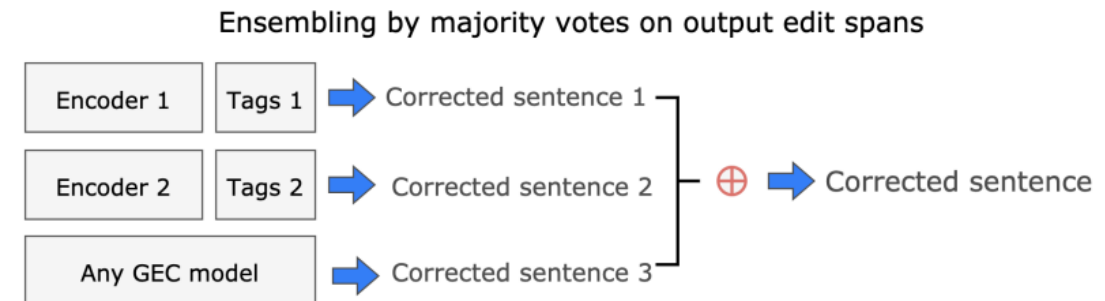 Ensembling by majority votes on output edit spans
Encoder 1 Tags 1 Corrected sentence 1
Encoder 2 Tags 2 Corrected sentence 2
Corrected sentence
Any GEC model Corrected sentence 3